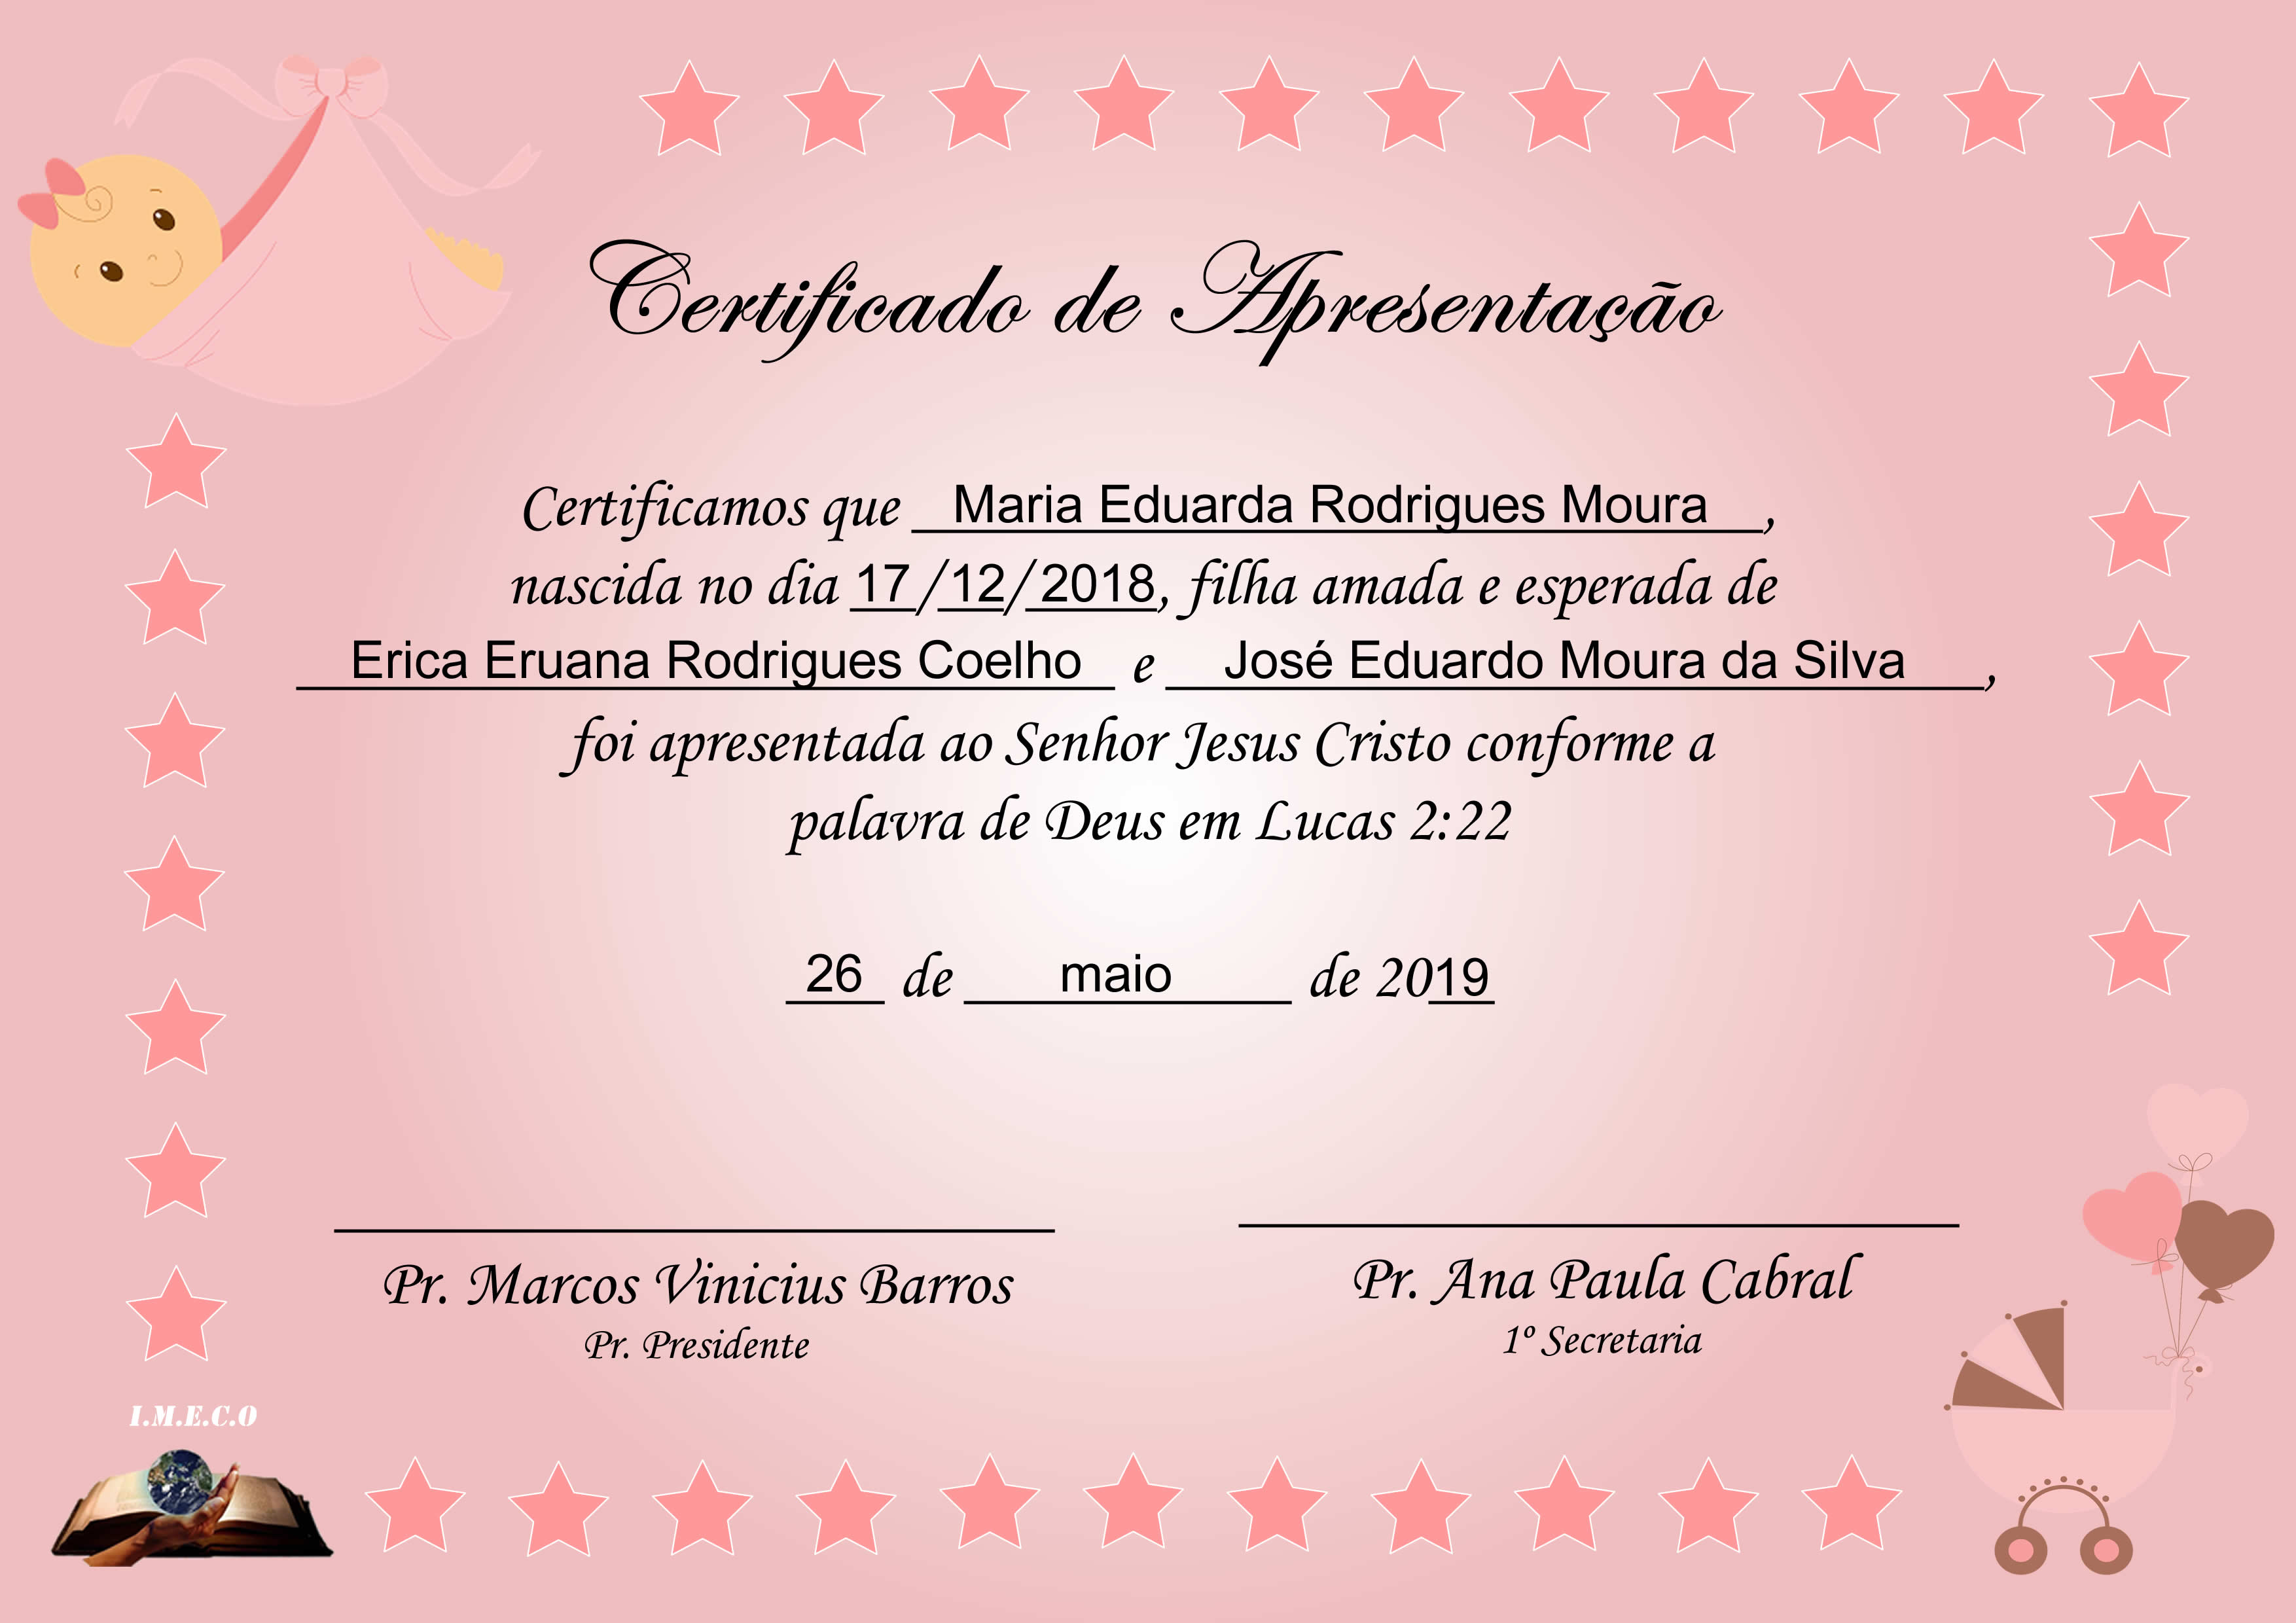 Certificado de Apresentação
Certificamos que Maria Eduarda Rodrigues Moura,
nascida no dia 17/12/2018, filha amada e esperada de
Erica Eruana Rodrigues Coelho e José Eduardo Moura da Silva,
foi apresentada ao Senhor Jesus Cristo conforme a
palavra de Deus em Lucas 2:22
26 de maio de 2019
Pr. Marcos Vinicius Barros
Pr. Presidente
Pr. Ana Paula Cabral
1º Secretaria
I.M.E.C.O